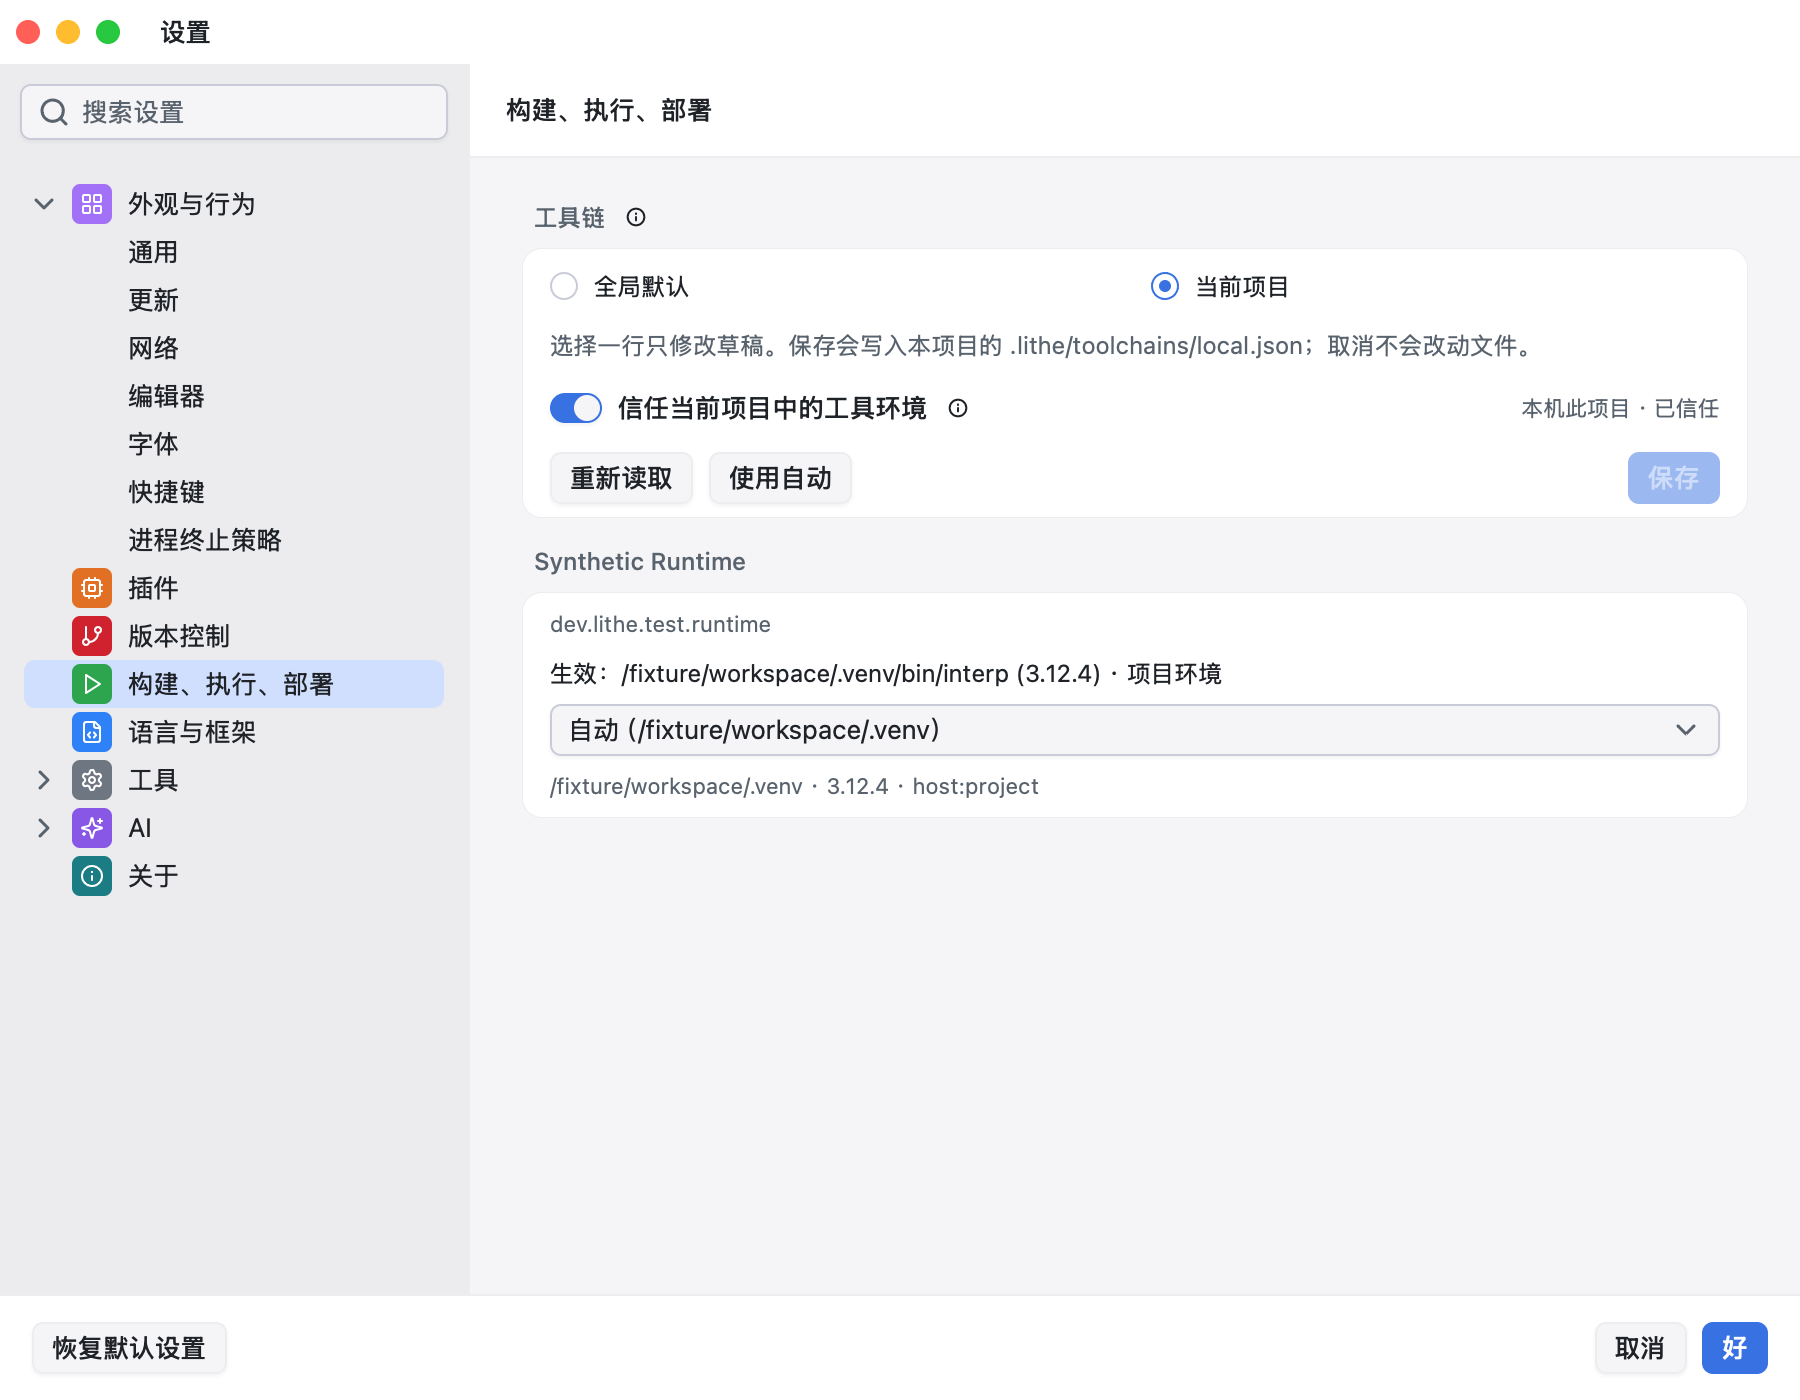 设置
搜索设置
外观与行为
通用
更新
网络
编辑器
字体
快捷键
进程终止策略
插件
版本控制
构建、执行、部署
语言与框架
工具
AI
关于
构建、执行、部署
工具链
全局默认
当前项目
选择一行只修改草稿。保存会写入本项目的 .lithe/toolchains/local.json；取消不会改动文件。
信任当前项目中的工具环境
本机此项目 · 已信任
重新读取
使用自动
保存
Synthetic Runtime
dev.lithe.test.runtime
生效：/fixture/workspace/.venv/bin/interp (3.12.4) · 项目环境
自动 (/fixture/workspace/.venv)
/fixture/workspace/.venv · 3.12.4 · host:project
恢复默认设置
取消
好